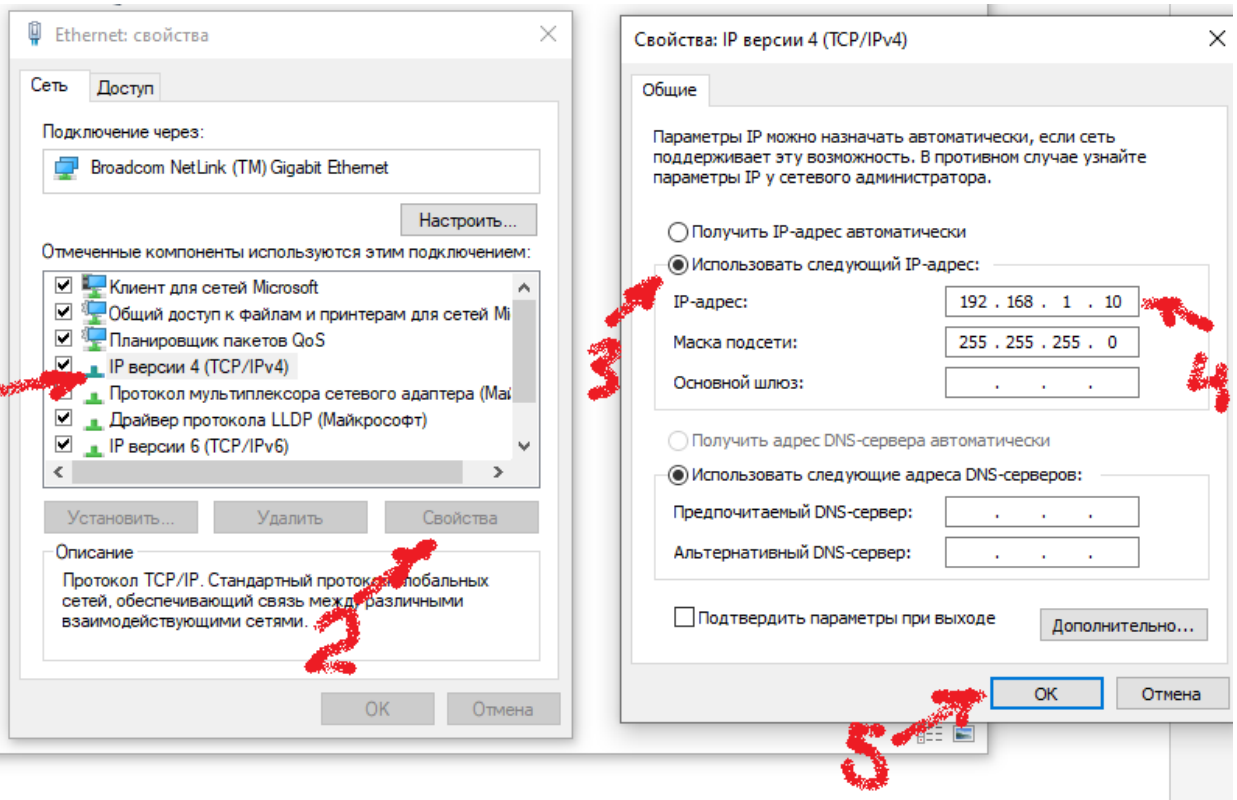 Ethernet: свойства
Сеть
Доступ
Подключение через:
Broadcom NetLink (TM) Gigabit Ethernet
Настроить...
Отмеченные компоненты используются этим подключением:
Клиент для сетей Microsoft
Общий доступ к файлам и принтерам для сетей Mi
Планировщик пакетов QoS
IP версии 4 (TCP/IPv4)
Протокол мультиплексора сетевого адаптера (Май
Драйвер протокола LLDP (Майкрософт)
IP версии 6 (TCP/IPv6)
Установить...
Удалить
Свойства
Описание
Протокол TCP/IP. Стандартный протокол глобальных
сетей, обеспечивающий связь между различными
взаимодействующими сетями.
2
OK
Отмена
Свойства: IP версии 4 (TCP/IPv4)
Общие
Параметры IP можно назначать автоматически, если сеть
поддерживает эту возможность. В противном случае узнайте
параметры IP у сетевого администратора.
Получить IP-адрес автоматически
Использовать следующий IP-адрес:
3
IP-адрес: 192 . 168 . 1 . 10
4
Маска подсети: 255 . 255 . 255 . 0
Основной шлюз: . . .
Получить адрес DNS-сервера автоматически
Использовать следующие адреса DNS-серверов:
Предпочитаемый DNS-сервер: . . .
Альтернативный DNS-сервер: . . .
Подтвердить параметры при выходе
Дополнительно...
OK
Отмена
5